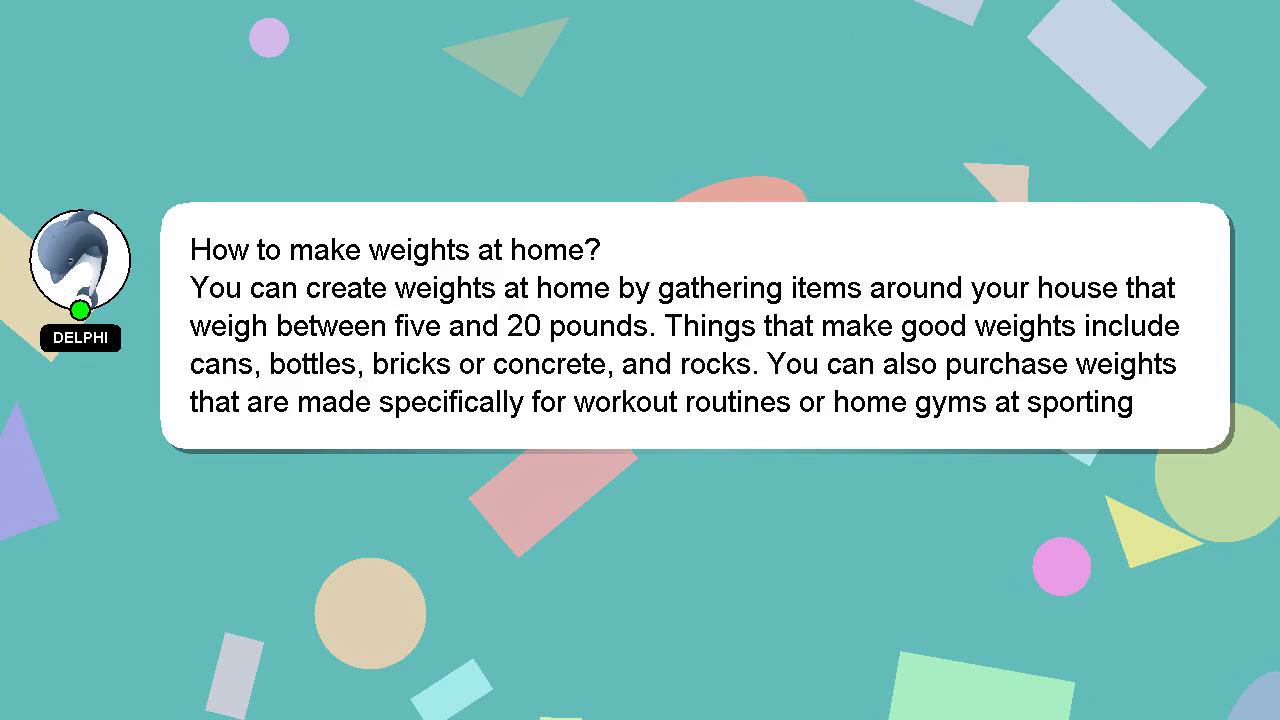 How to make weights at home?
You can create weights at home by gathering items around your house that
weigh between five and 20 pounds. Things that make good weights include
cans, bottles, bricks or concrete, and rocks. You can also purchase weights
that are made specifically for workout routines or home gyms at sporting
DELPHI